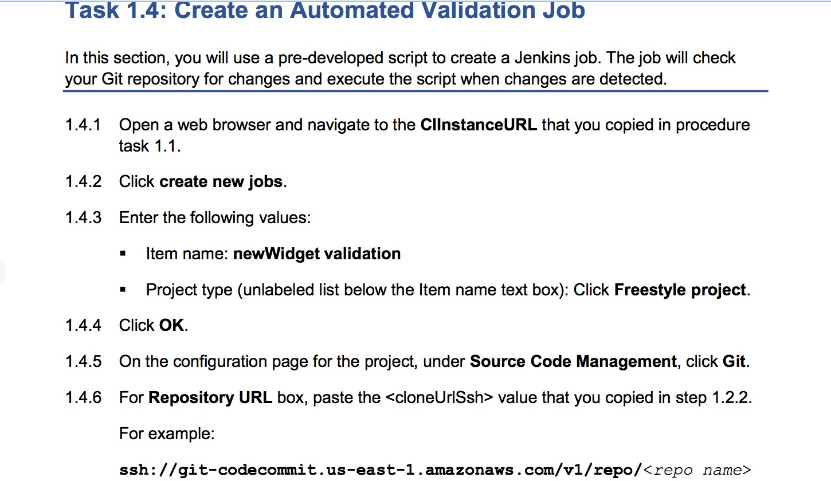 Task 1.4: Create an Automated Validation Job
In this section, you will use a pre-developed script to create a Jenkins job. The job will check
your Git repository for changes and execute the script when changes are detected.
1.4.1 Open a web browser and navigate to the CIInstanceURL that you copied in procedure
task 1.1.
1.4.2 Click create new jobs.
1.4.3 Enter the following values:
▪ Item name: newWidget validation
▪ Project type (unlabeled list below the Item name text box): Click Freestyle project.
1.4.4 Click OK.
1.4.5 On the configuration page for the project, under Source Code Management, click Git.
1.4.6 For Repository URL box, paste the <cloneUrlSsh> value that you copied in step 1.2.2.
For example:
ssh://git-codecommit.us-east-1.amazonaws.com/v1/repo/<repo name>